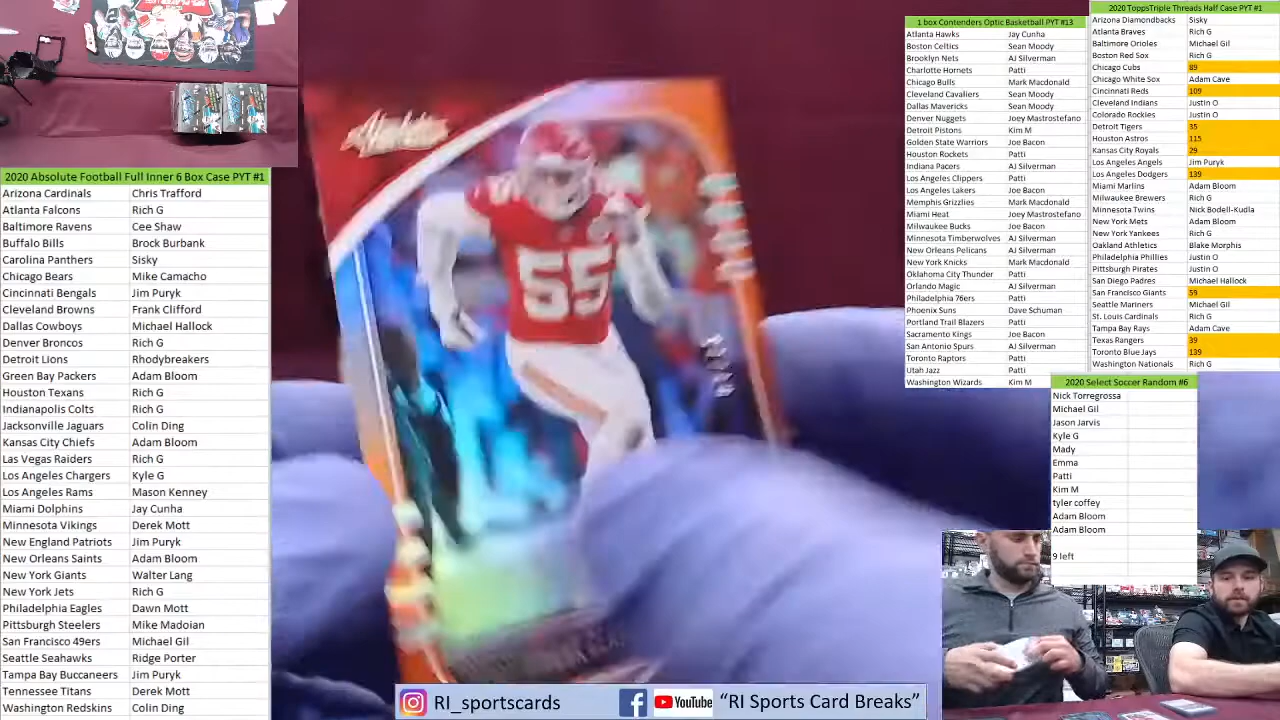 2020 Absolute Football Full Inner 6 Box Case PYT #1
Arizona Cardinals Chris Trafford
Atlanta Falcons Rich G
Baltimore Ravens Cee Shaw
Buffalo Bills Brock Burbank
Carolina Panthers Sisky
Chicago Bears Mike Camacho
Cincinnati Bengals Jim Puryk
Cleveland Browns Frank Clifford
Dallas Cowboys Michael Hallock
Denver Broncos Rich G
Detroit Lions Rhodybreakers
Green Bay Packers Adam Bloom
Houston Texans Rich G
Indianapolis Colts Rich G
Jacksonville Jaguars Colin Ding
Kansas City Chiefs Adam Bloom
Las Vegas Raiders Rich G
Los Angeles Chargers Kyle G
Los Angeles Rams Mason Kenney
Miami Dolphins Jay Cunha
Minnesota Vikings Derek Mott
New England Patriots Jim Puryk
New Orleans Saints Adam Bloom
New York Giants Walter Lang
New York Jets Rich G
Philadelphia Eagles Dawn Mott
Pittsburgh Steelers Mike Madoian
San Francisco 49ers Michael Gil
Seattle Seahawks Ridge Porter
Tampa Bay Buccaneers Jim Puryk
Tennessee Titans Derek Mott
Washington Redskins Colin Ding
55
1 box Contenders Optic Basketball PYT #13
Atlanta Hawks Jay Cunha
Boston Celtics Sean Moody
Brooklyn Nets AJ Silverman
Charlotte Hornets Patti
Chicago Bulls Mark Macdonald
Cleveland Cavaliers Sean Moody
Dallas Mavericks Sean Moody
Denver Nuggets Joey Mastrostefano
Detroit Pistons Kim M
Golden State Warriors Joe Bacon
Houston Rockets Patti
Indiana Pacers AJ Silverman
Los Angeles Clippers Patti
Los Angeles Lakers Joe Bacon
Memphis Grizzlies Mark Macdonald
Miami Heat Joey Mastrostefano
Milwaukee Bucks Joe Bacon
Minnesota Timberwolves AJ Silverman
New Orleans Pelicans AJ Silverman
New York Knicks Mark Macdonald
Oklahoma City Thunder Patti
Orlando Magic AJ Silverman
Philadelphia 76ers Patti
Phoenix Suns Dave Schuman
Portland Trail Blazers Patti
Sacramento Kings Joe Bacon
San Antonio Spurs AJ Silverman
Toronto Raptors Patti
Utah Jazz Patti
Washington Wizards Kim M
2020 ToppsTriple Threads Half Case PYT #1
Arizona Diamondbacks Sisky
Atlanta Braves Rich G
Baltimore Orioles Michael Gil
Boston Red Sox Rich G
Chicago Cubs 89
Chicago White Sox Adam Cave
Cincinnati Reds 109
Cleveland Indians Justin O
Colorado Rockies Justin O
Detroit Tigers 35
Houston Astros 115
Kansas City Royals 29
Los Angeles Angels Jim Puryk
Los Angeles Dodgers 139
Miami Marlins Adam Bloom
Milwaukee Brewers Rich G
Minnesota Twins Nick Bodell-Kudla
New York Mets Adam Bloom
New York Yankees Rich G
Oakland Athletics Blake Morphis
Philadelphia Phillies Justin O
Pittsburgh Pirates Justin O
San Diego Padres Michael Hallock
San Francisco Giants 59
Seattle Mariners Michael Gil
St. Louis Cardinals Rich G
Tampa Bay Rays Adam Cave
Texas Rangers 39
Toronto Blue Jays 139
Washington Nationals Rich G
2020 Select Soccer Random #6
Nick Torregrossa
Michael Gil
Jason Jarvis
Kyle G
Mady
Emma
Patti
Kim M
tyler coffey
Adam Bloom
Adam Bloom
9 left
RI_sportscards YouTube "RI Sports Card Breaks"